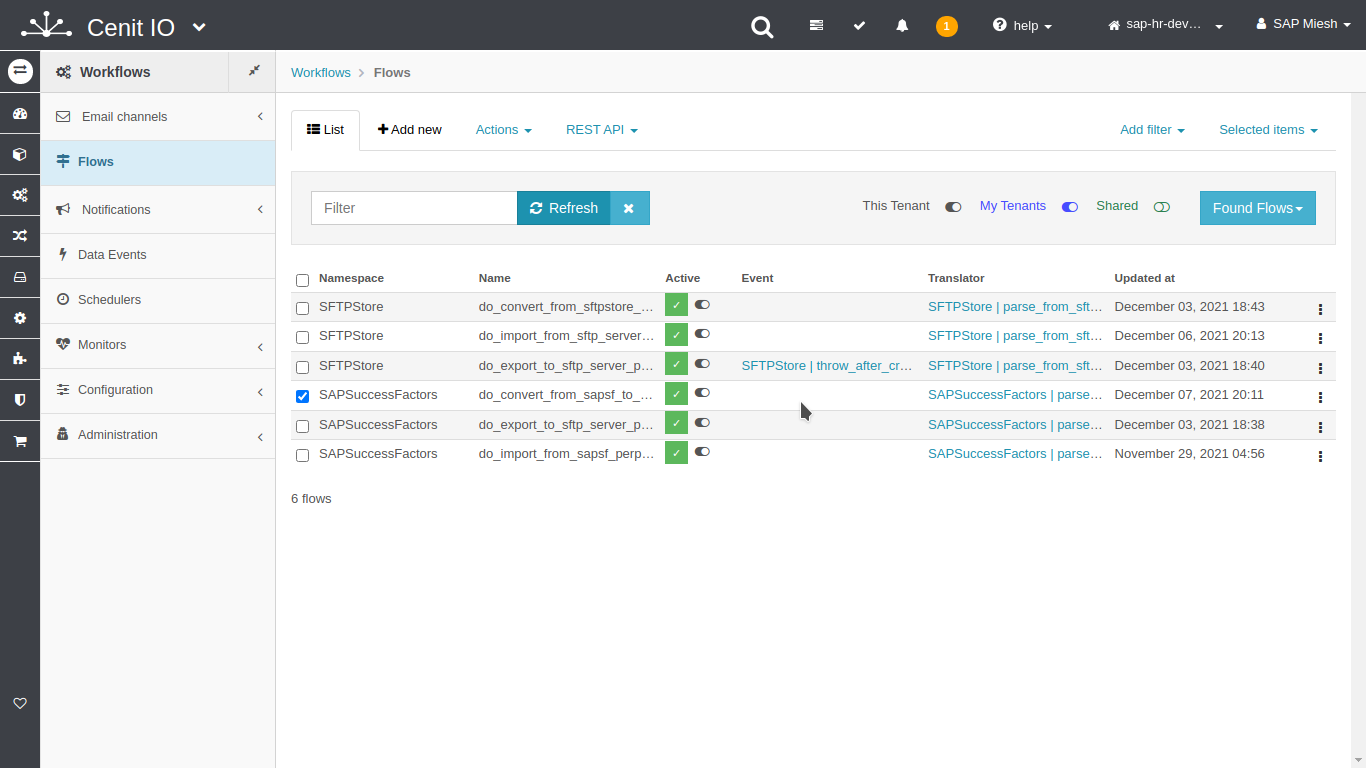 Cenit IO
1
help
sap-hr-dev...
SAP Miesh
Workflows
Workflows
Flows
Email channels
Flows
Notifications
Data Events
Schedulers
Monitors
Configuration
Administration
List
Add new
Actions
REST API
Add filter
Selected items
Filter
Refresh
This Tenant
My Tenants
Shared
Found Flows
Namespace Name Active Event Translator Updated at
SFTPStore do_convert_from_sftpstore_... ✓ SFTPStore | parse_from_sft... December 03, 2021 18:43
SFTPStore do_import_from_sftp_server... ✓ SFTPStore | parse_from_sft... December 06, 2021 20:13
SFTPStore do_export_to_sftp_server_p... ✓ SFTPStore | throw_after_cr... SFTPStore | parse_from_sft... December 03, 2021 18:40
SAPSuccessFactors do_convert_from_sapsf_to_... ✓ SAPSuccessFactors | parse... December 07, 2021 20:11
SAPSuccessFactors do_export_to_sftp_server_p... ✓ SAPSuccessFactors | parse... December 03, 2021 18:38
SAPSuccessFactors do_import_from_sapsf_perp... ✓ SAPSuccessFactors | parse... November 29, 2021 04:56
6 flows